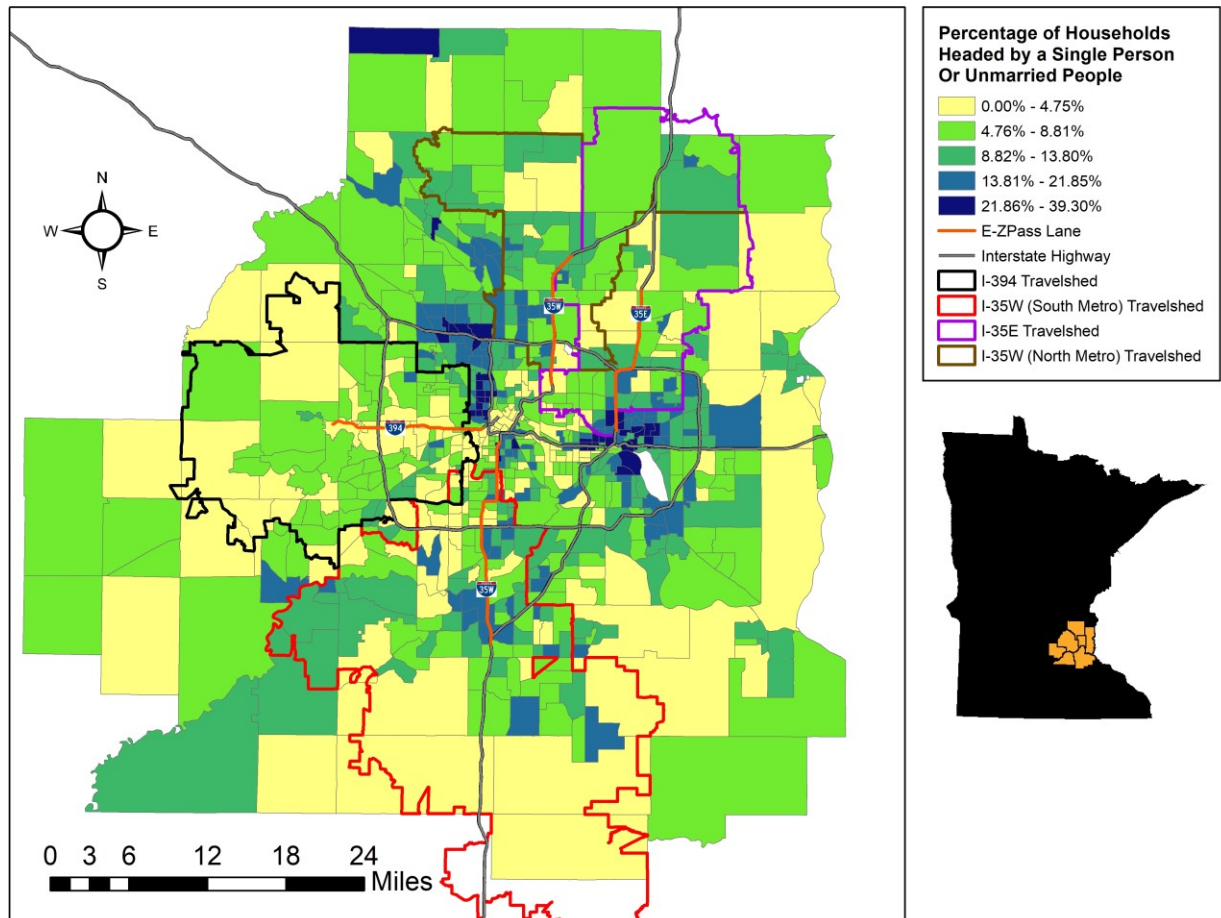 Percentage of Households
Headed by a Single Person
Or Unmarried People
0.00% - 4.75%
4.76% - 8.81%
8.82% - 13.80%
13.81% - 21.85%
21.86% - 39.30%
E-ZPass Lane
Interstate Highway
I-394 Travelshed
I-35W (South Metro) Travelshed
I-35E Travelshed
I-35W (North Metro) Travelshed
N
W E
S
35W
35E
394
35W
0 3 6 12 18 24
Miles